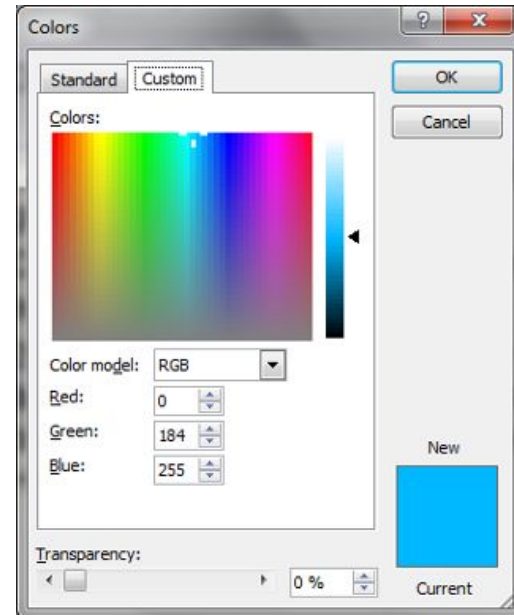 Colors
Standard
Custom
OK
Cancel
Colors:
Color model: RGB
Red: 0
Green: 184
Blue: 255
New
Transparency:
0 %
Current